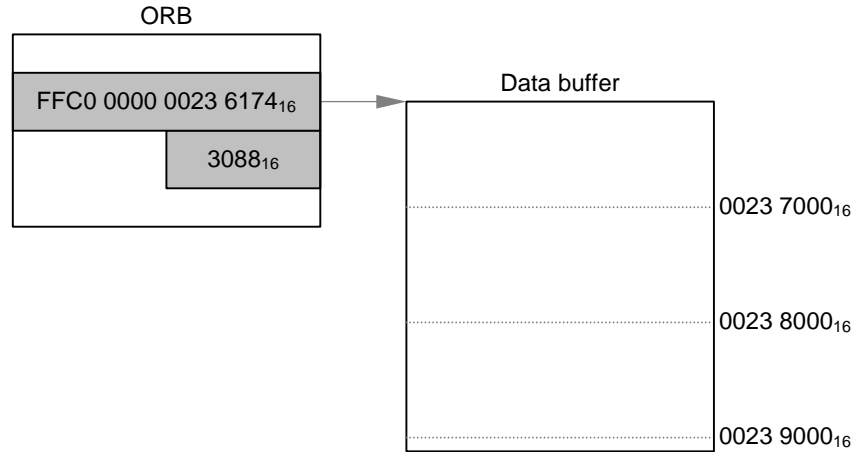 ORB
FFC0 0000 0023 6174₁₆
3088₁₆
Data buffer
0023 7000₁₆
0023 8000₁₆
0023 9000₁₆